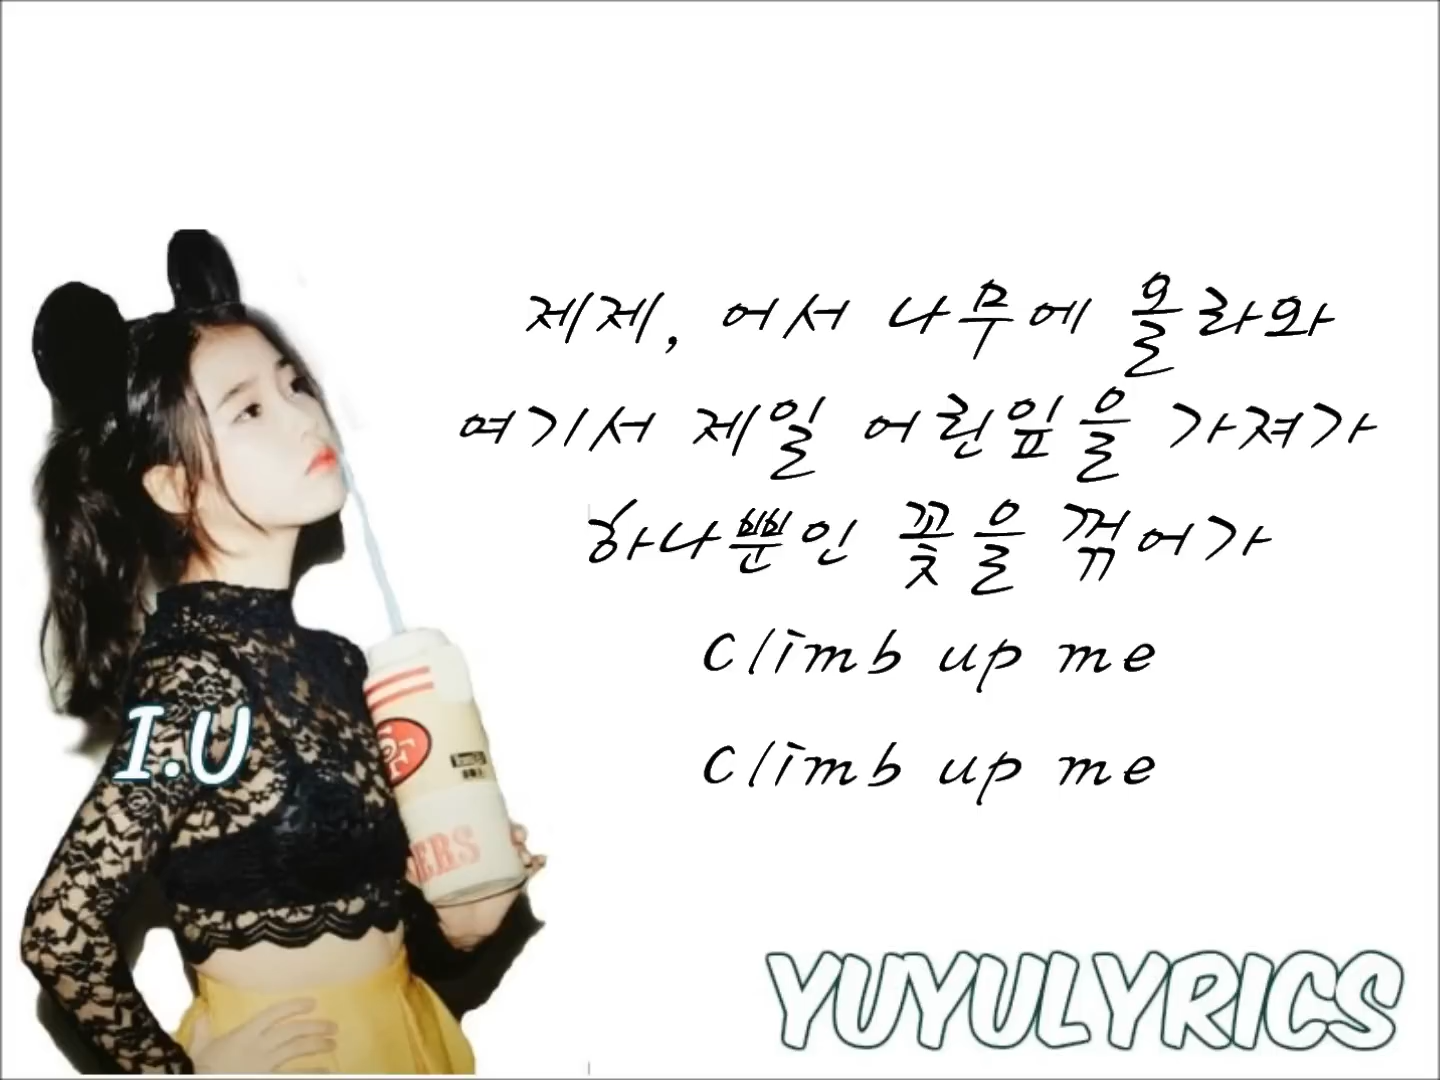 제제, 어서 나무에 올라와
여기서 제일 어린잎을 가져가
하나뿐인 꽃을 꺾어가
Climb up me
Climb up me
I.U
SF
ERS
YUYULYRICS